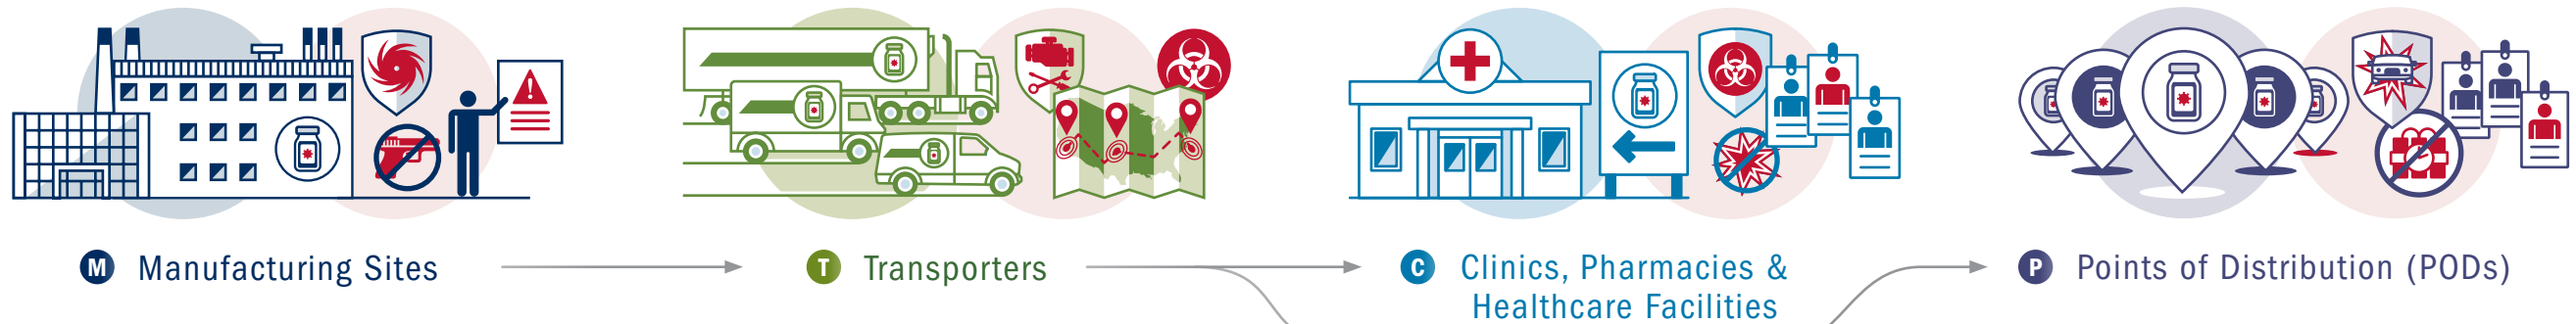 M Manufacturing Sites
T Transporters
C Clinics, Pharmacies &
Healthcare Facilities
P Points of Distribution (PODs)